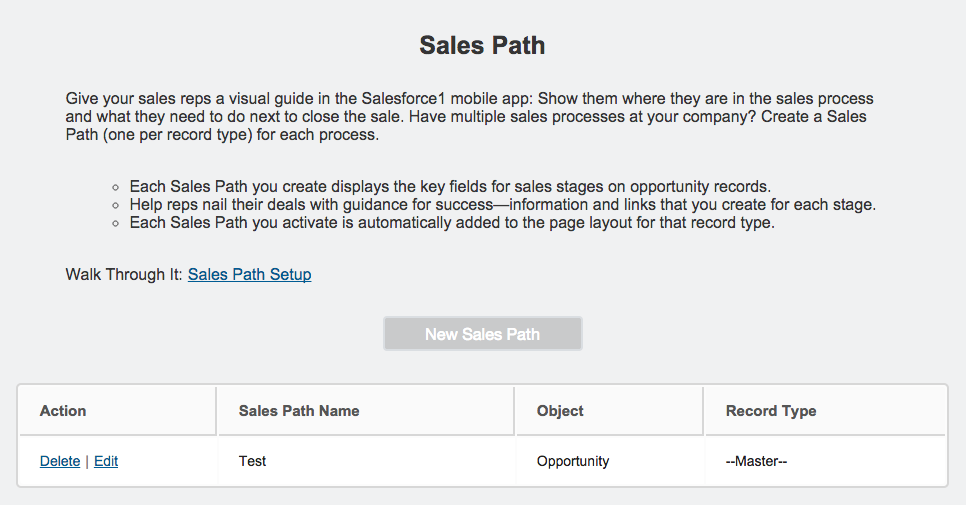 Sales Path
Give your sales reps a visual guide in the Salesforce1 mobile app: Show them where they are in the sales process
and what they need to do next to close the sale. Have multiple sales processes at your company? Create a Sales
Path (one per record type) for each process.
Each Sales Path you create displays the key fields for sales stages on opportunity records.
Help reps nail their deals with guidance for success—information and links that you create for each stage.
Each Sales Path you activate is automatically added to the page layout for that record type.
Walk Through It: Sales Path Setup
New Sales Path
Action Sales Path Name Object Record Type
Delete | Edit Test Opportunity --Master--